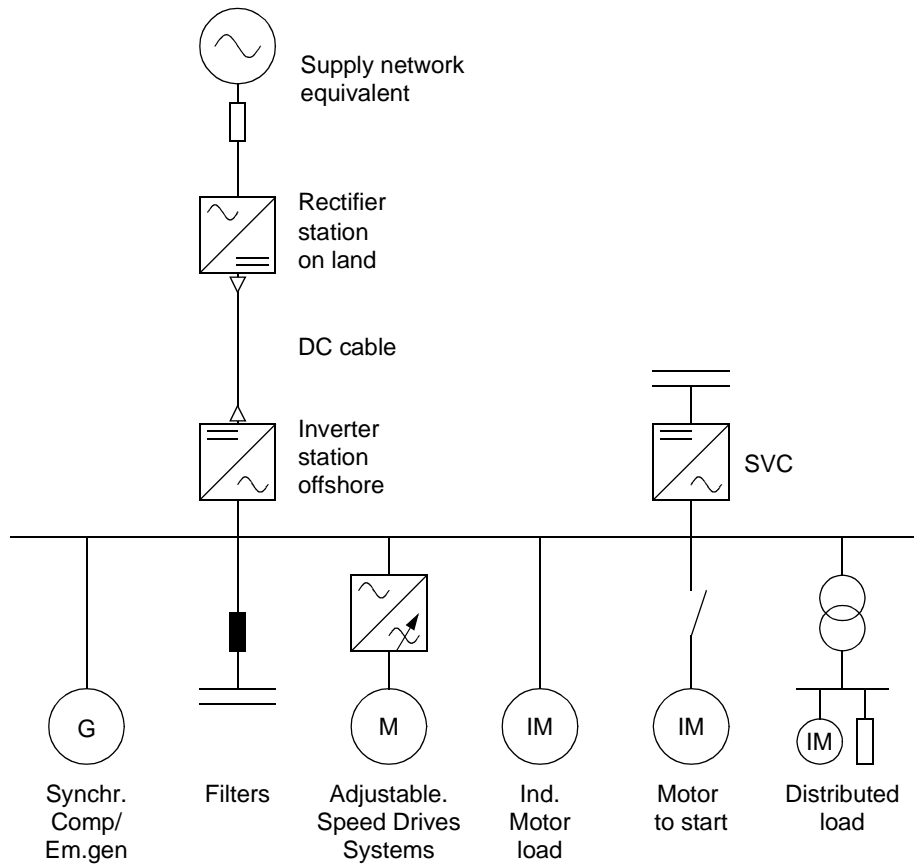 Supply network
equivalent
Rectifier
station
on land
DC cable
Inverter
station
offshore
SVC
G
M
IM
IM
IM
Synchr.
Comp/
Em.gen
Filters
Adjustable.
Speed Drives
Systems
Ind.
Motor
load
Motor
to start
Distributed
load